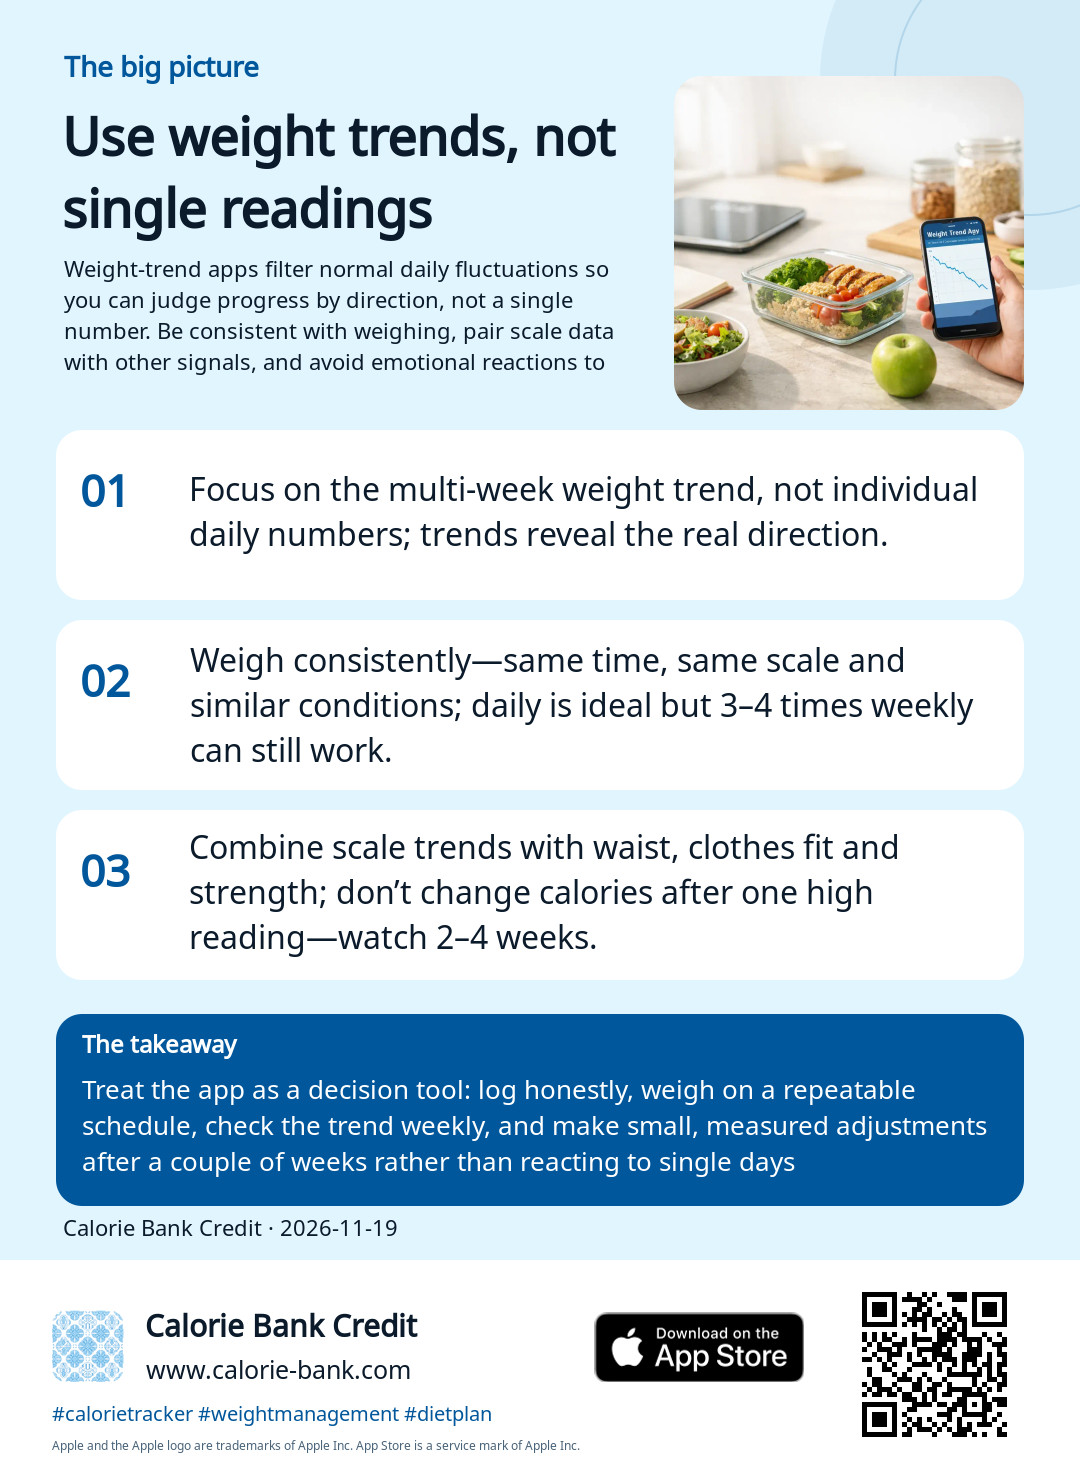 The big picture
Use weight trends, not
single readings
Weight-trend apps filter normal daily fluctuations so
you can judge progress by direction, not a single
number. Be consistent with weighing, pair scale data
with other signals, and avoid emotional reactions to
Weight Trend Agy
01
Focus on the multi-week weight trend, not individual
daily numbers; trends reveal the real direction.
02
Weigh consistently—same time, same scale and
similar conditions; daily is ideal but 3–4 times weekly
can still work.
03
Combine scale trends with waist, clothes fit and
strength; don’t change calories after one high
reading—watch 2–4 weeks.
The takeaway
Treat the app as a decision tool: log honestly, weigh on a repeatable
schedule, check the trend weekly, and make small, measured adjustments
after a couple of weeks rather than reacting to single days
Calorie Bank Credit · 2026-11-19
Calorie Bank Credit
www.calorie-bank.com
Download on the
App Store
#calorietracker #weightmanagement #dietplan
Apple and the Apple logo are trademarks of Apple Inc. App Store is a service mark of Apple Inc.